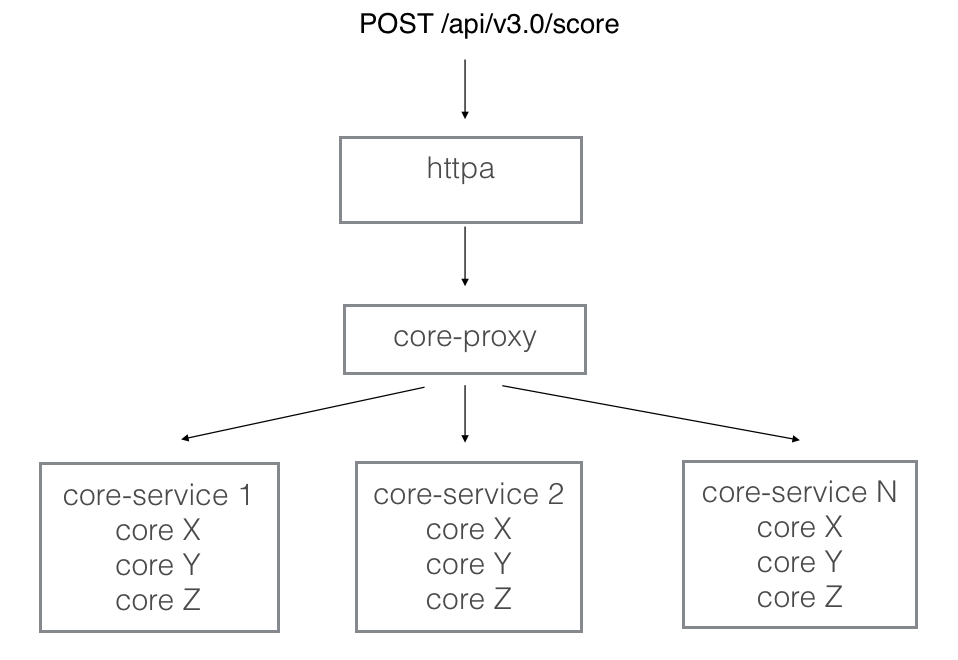 POST /api/v3.0/score
httpa
core-proxy
core-service 1
core X
core Y
core Z
core-service 2
core X
core Y
core Z
core-service N
core X
core Y
core Z